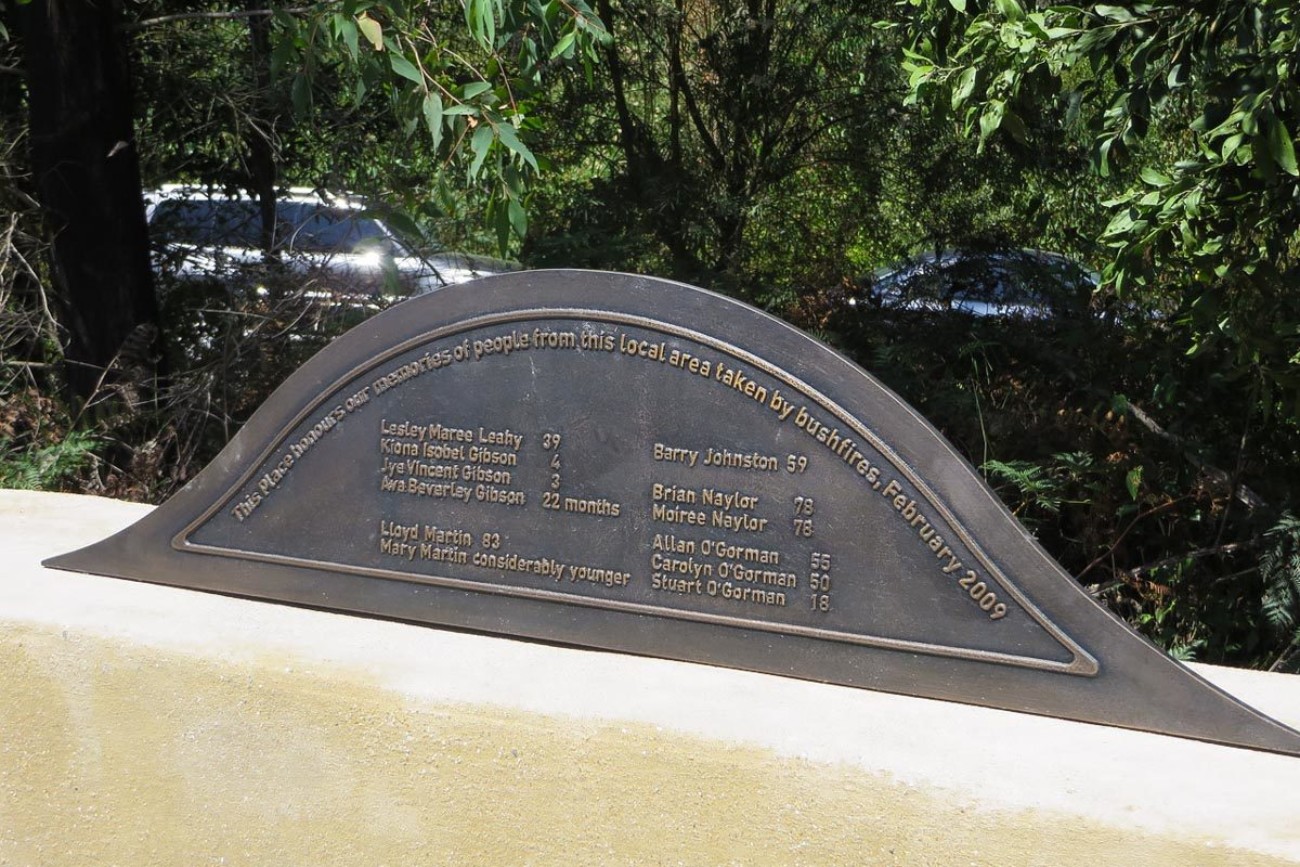 This Place honours our memories of people from this local area taken by bushfires, February 2009
Lesley Maree Leahy 39
Kiona Isobel Gibson 4
Jye Vincent Gibson 3
Ava Beverley Gibson 22 months
Lloyd Martin 83
Mary Martin considerably younger
Barry Johnston 59
Brian Naylor 78
Moiree Naylor 78
Allan O'Gorman 55
Carolyn O'Gorman 50
Stuart O'Gorman 18